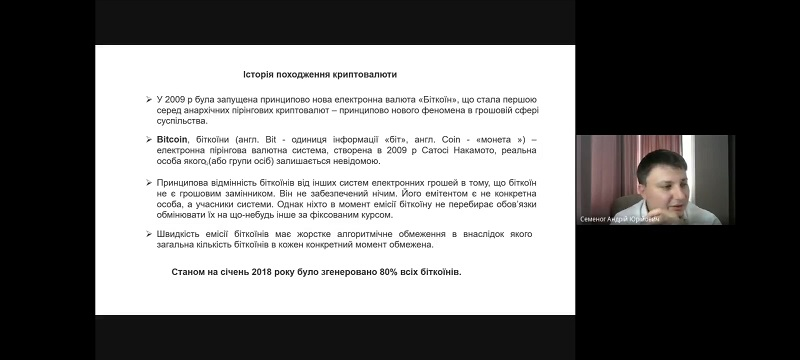 Історія походження криптовалюти
➢ У 2009 р була запущена принципово нова електронна валюта «Біткоїн», що стала першою
серед анархічних пірінгових криптовалют – принципово нового феномена в грошовій сфері
суспільства.
➢ Bitcoin, біткоїни (англ. Bit - одиниця інформації «біт», англ. Coin - «монета ») –
електронна пірінгова валютна система, створена в 2009 р Сатосі Накамото, реальна
особа якого,(або групи осіб) залишається невідомою.
➢ Принципова відмінність біткоїнів від інших систем електронних грошей в тому, що біткоїн
не є грошовим замінником. Він не забезпечений нічим. Його емітентом є не конкретна
особа, а учасники системи. Однак ніхто в момент емісії біткоїну не перебирає обов'язки
обмінювати їх на що-небудь інше за фіксованим курсом.
➢ Швидкість емісії біткоїнів має жорстке алгоритмічне обмеження в внаслідок якого
загальна кількість біткоїнів в кожен конкретний момент обмежена.
Станом на січень 2018 року було згенеровано 80% всіх біткоїнів.
Семеног Андрій Юрійович